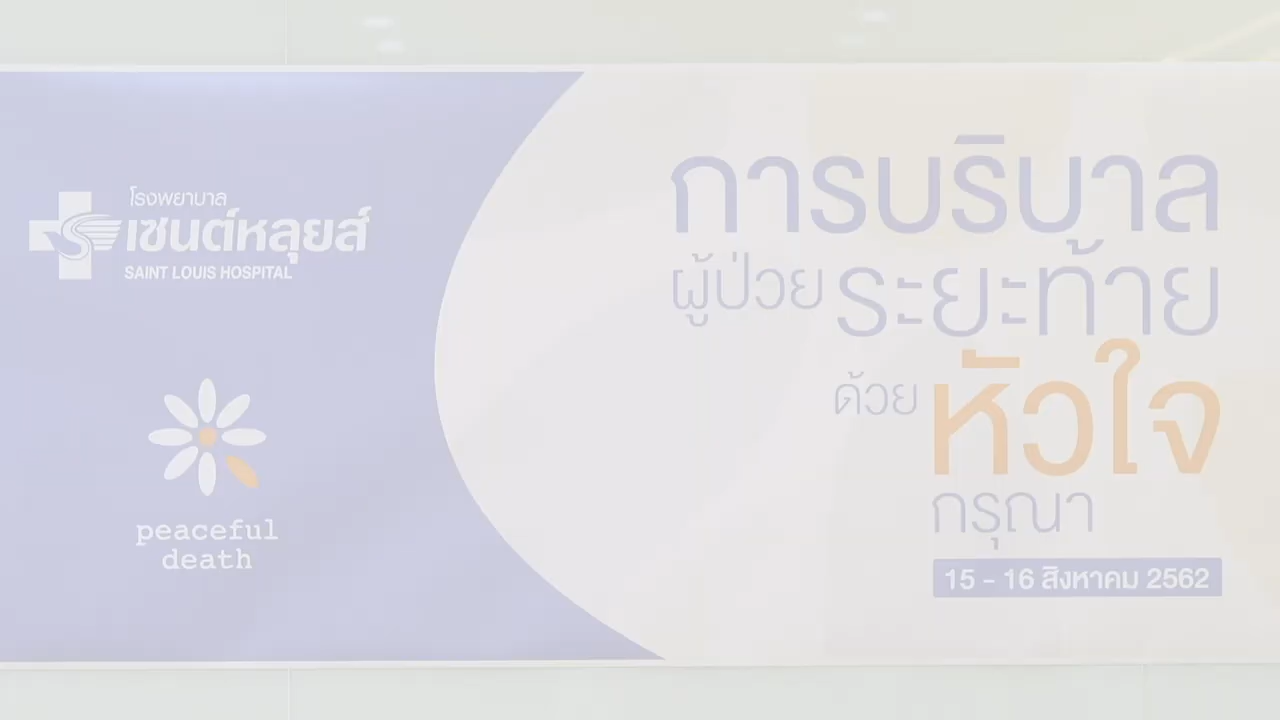 โรงพยาบาล
เซนต์หลุยส์
SAINT LOUIS HOSPITAL
peaceful
death
การบริบาล
ผู้ป่วยระยะท้าย
ด้วยหัวใจ
กรุณา
15 - 16 สิงหาคม 2562